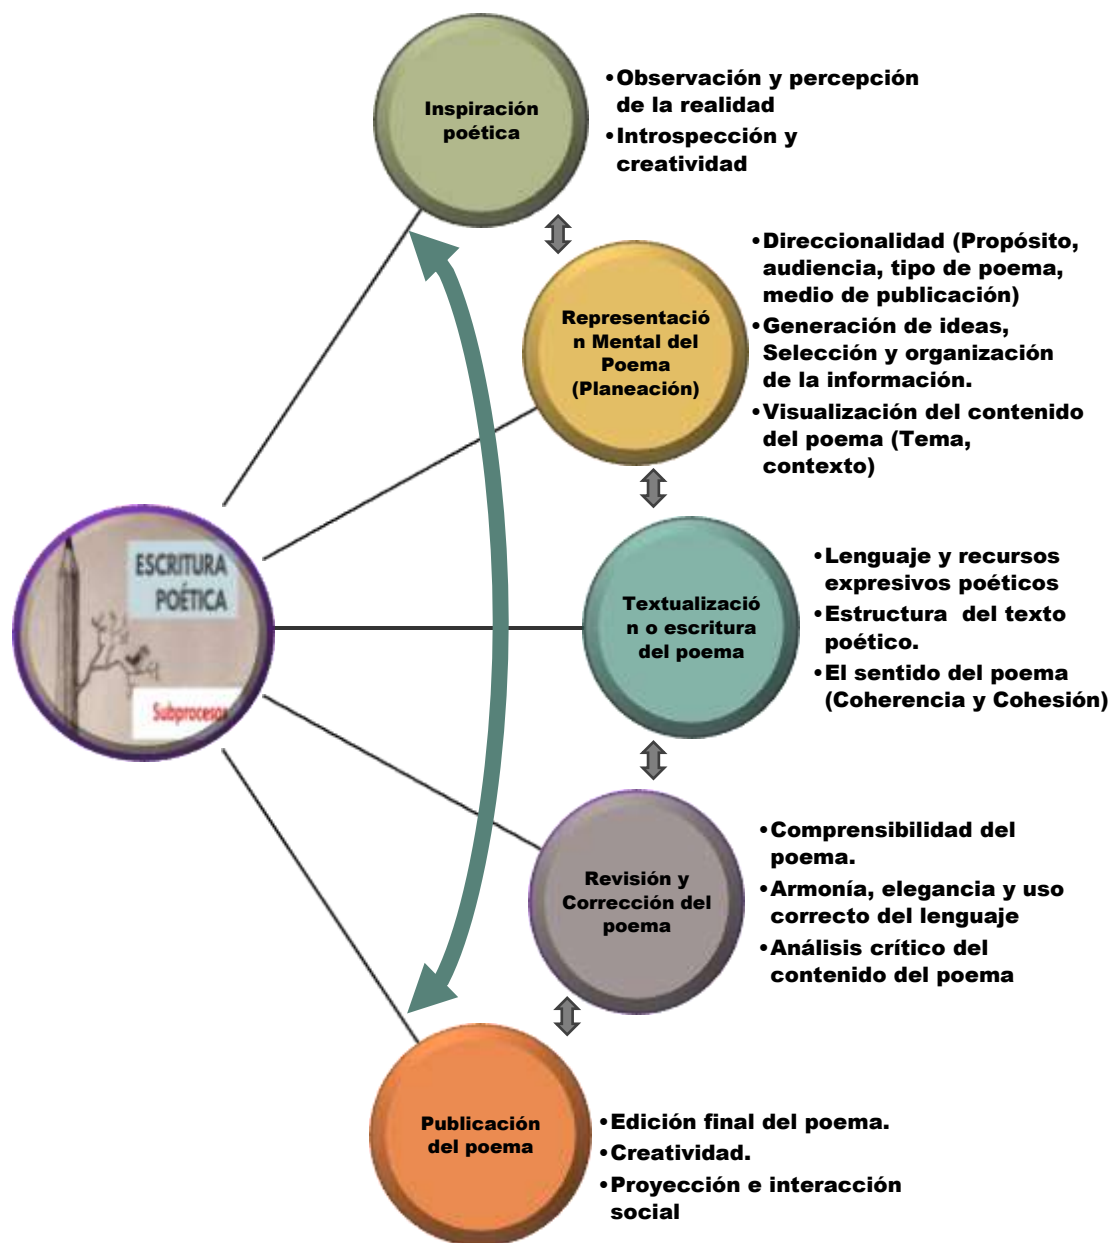 Inspiración
poética
•Observación y percepción
de la realidad
•Introspección y
creatividad
Representació
n Mental del
Poema
(Planeación)
•Direccionalidad (Propósito,
audiencia, tipo de poema,
medio de publicación)
•Generación de ideas,
Selección y organización
de la información.
•Visualización del contenido
del poema (Tema,
contexto)
ESCRITURA
POÉTICA
Subprocesos
Textualizació
n o escritura
del poema
•Lenguaje y recursos
expresivos poéticos
•Estructura del texto
poético.
•El sentido del poema
(Coherencia y Cohesión)
Revisión y
Corrección del
poema
•Comprensibilidad del
poema.
•Armonía, elegancia y uso
correcto del lenguaje
•Análisis crítico del
contenido del poema
Publicación
del poema
•Edición final del poema.
•Creatividad.
•Proyección e interacción
social